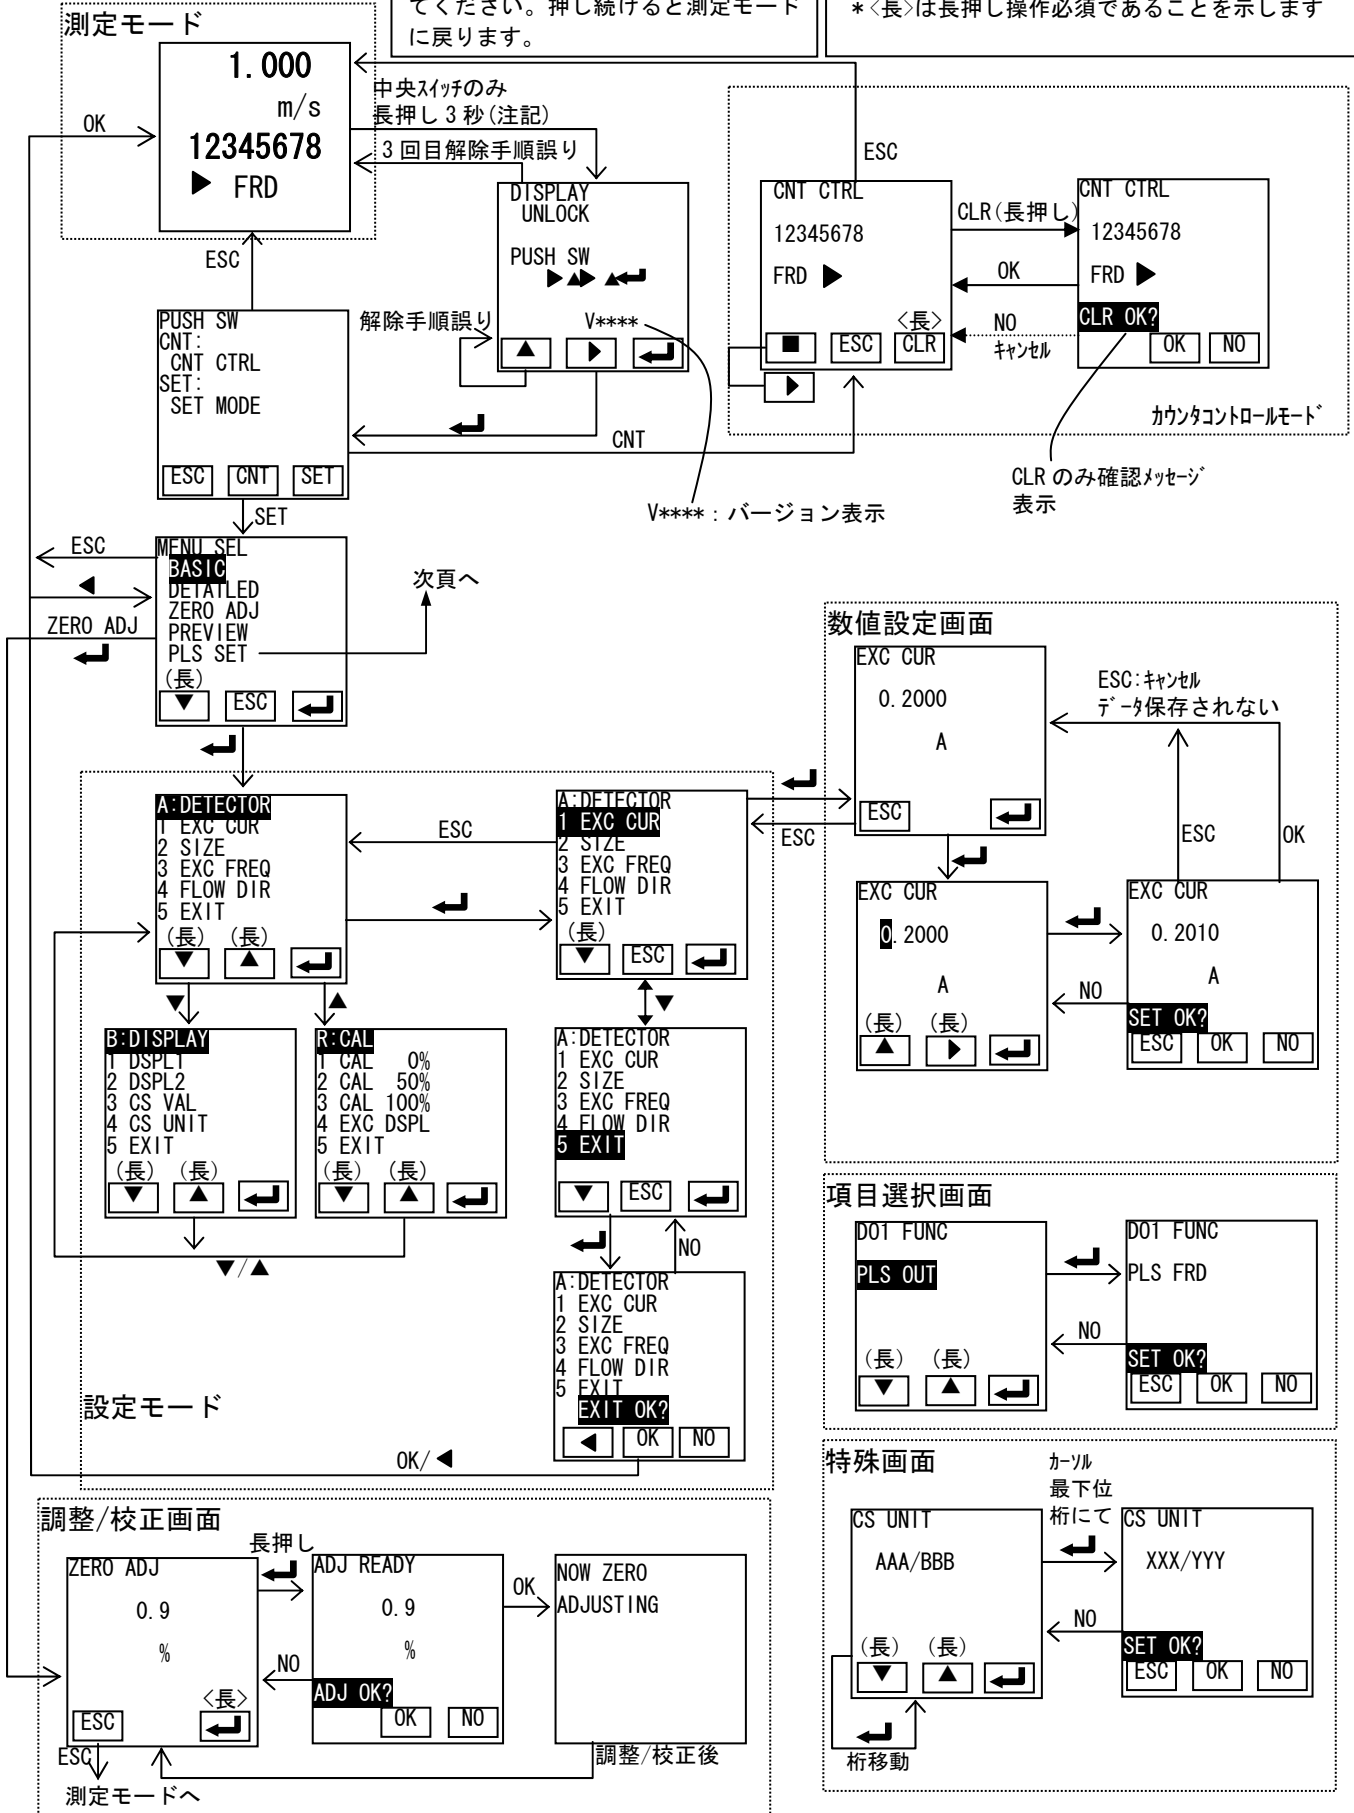 てください。押し続けると測定モード
に戻ります。
*<長>は長押し操作必須であることを示します
測定モード
1.000
m/s
12345678
▶ FRD
OK
中央ｽｲｯﾁのみ
長押し3秒(注記)
3回目解除手順誤り
DISPLAY
UNLOCK
PUSH SW
▶▲▶▲↵
V****
▲ ▶ ↵
解除手順誤り
↵
ESC
PUSH SW
CNT:
CNT CTRL
SET:
SET MODE
ESC CNT SET
CNT
V****：バージョン表示
ESC
CNT CTRL
12345678
FRD ▶
<長>
■ ESC CLR
▶
CLR(長押し)
OK
NO
ｷｬﾝｾﾙ
CNT CTRL
12345678
FRD ▶
CLR OK?
OK NO
ｶｳﾝﾀｺﾝﾄﾛｰﾙﾓｰﾄﾞ
CLRのみ確認ﾒｯｾｰｼﾞ
表示
SET
ESC
◀
ZERO ADJ
↵
MENU SEL
BASIC
DETATLED
ZERO ADJ
PREVIEW
PLS SET
(長)
▼ ESC ↵
次頁へ
↵
A:DETECTOR
1 EXC CUR
2 SIZE
3 EXC FREQ
4 FLOW DIR
5 EXIT
(長) (長)
▼ ▲ ↵
ESC
↵
A:DETECTOR
1 EXC CUR
2 SIZE
3 EXC FREQ
4 FLOW DIR
5 EXIT
(長)
▼ ESC ↵
▼
▲
▼
B:DISPLAY
1 DSPL1
2 DSPL2
3 CS VAL
4 CS UNIT
5 EXIT
(長) (長)
▼ ▲ ↵
R:CAL
1 CAL 0%
2 CAL 50%
3 CAL 100%
4 EXC DSPL
5 EXIT
(長) (長)
▼ ▲ ↵
▼/▲
A:DETECTOR
1 EXC CUR
2 SIZE
3 EXC FREQ
4 FLOW DIR
5 EXIT
▼ ESC ↵
↵
NO
A:DETECTOR
1 EXC CUR
2 SIZE
3 EXC FREQ
4 FLOW DIR
5 EXIT
EXIT OK?
◀ OK NO
設定モード
OK/◀
↵
ESC
数値設定画面
EXC CUR
0.2000
A
ESC ↵
ESC:ｷｬﾝｾﾙ
ﾃﾞｰﾀ保存されない
ESC
OK
↵
EXC CUR
0.2000
A
(長) (長)
▲ ▶ ↵
↵
NO
EXC CUR
0.2010
A
SET OK?
ESC OK NO
項目選択画面
DO1 FUNC
PLS OUT
(長) (長)
▼ ▲ ↵
↵
NO
DO1 FUNC
PLS FRD
SET OK?
ESC OK NO
特殊画面
CS UNIT
AAA/BBB
(長) (長)
▼ ▲ ↵
↵
桁移動
ｶｰｿﾙ
最下位
桁にて
↵
NO
CS UNIT
XXX/YYY
SET OK?
ESC OK NO
調整/校正画面
ZERO ADJ
0.9
%
<長>
ESC ↵
ESC
測定モードへ
長押し
↵
NO
ADJ READY
0.9
%
ADJ OK?
OK NO
OK
NOW ZERO
ADJUSTING
調整/校正後